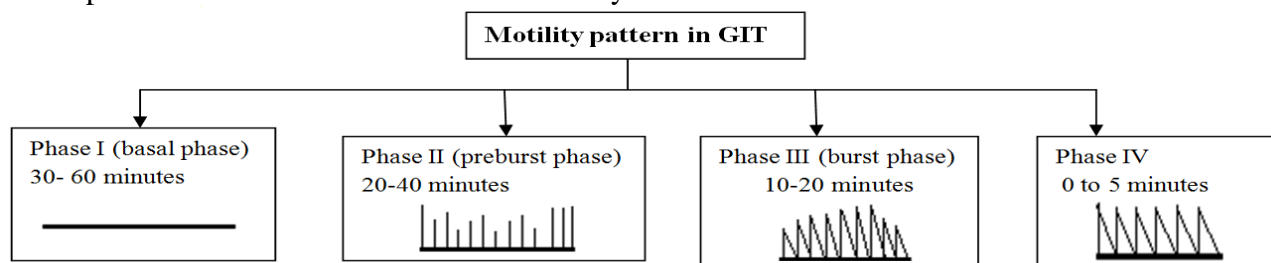 Motility pattern in GIT
Phase I (basal phase)
30- 60 minutes
Phase II (preburst phase)
20-40 minutes
Phase III (burst phase)
10-20 minutes
Phase IV
0 to 5 minutes